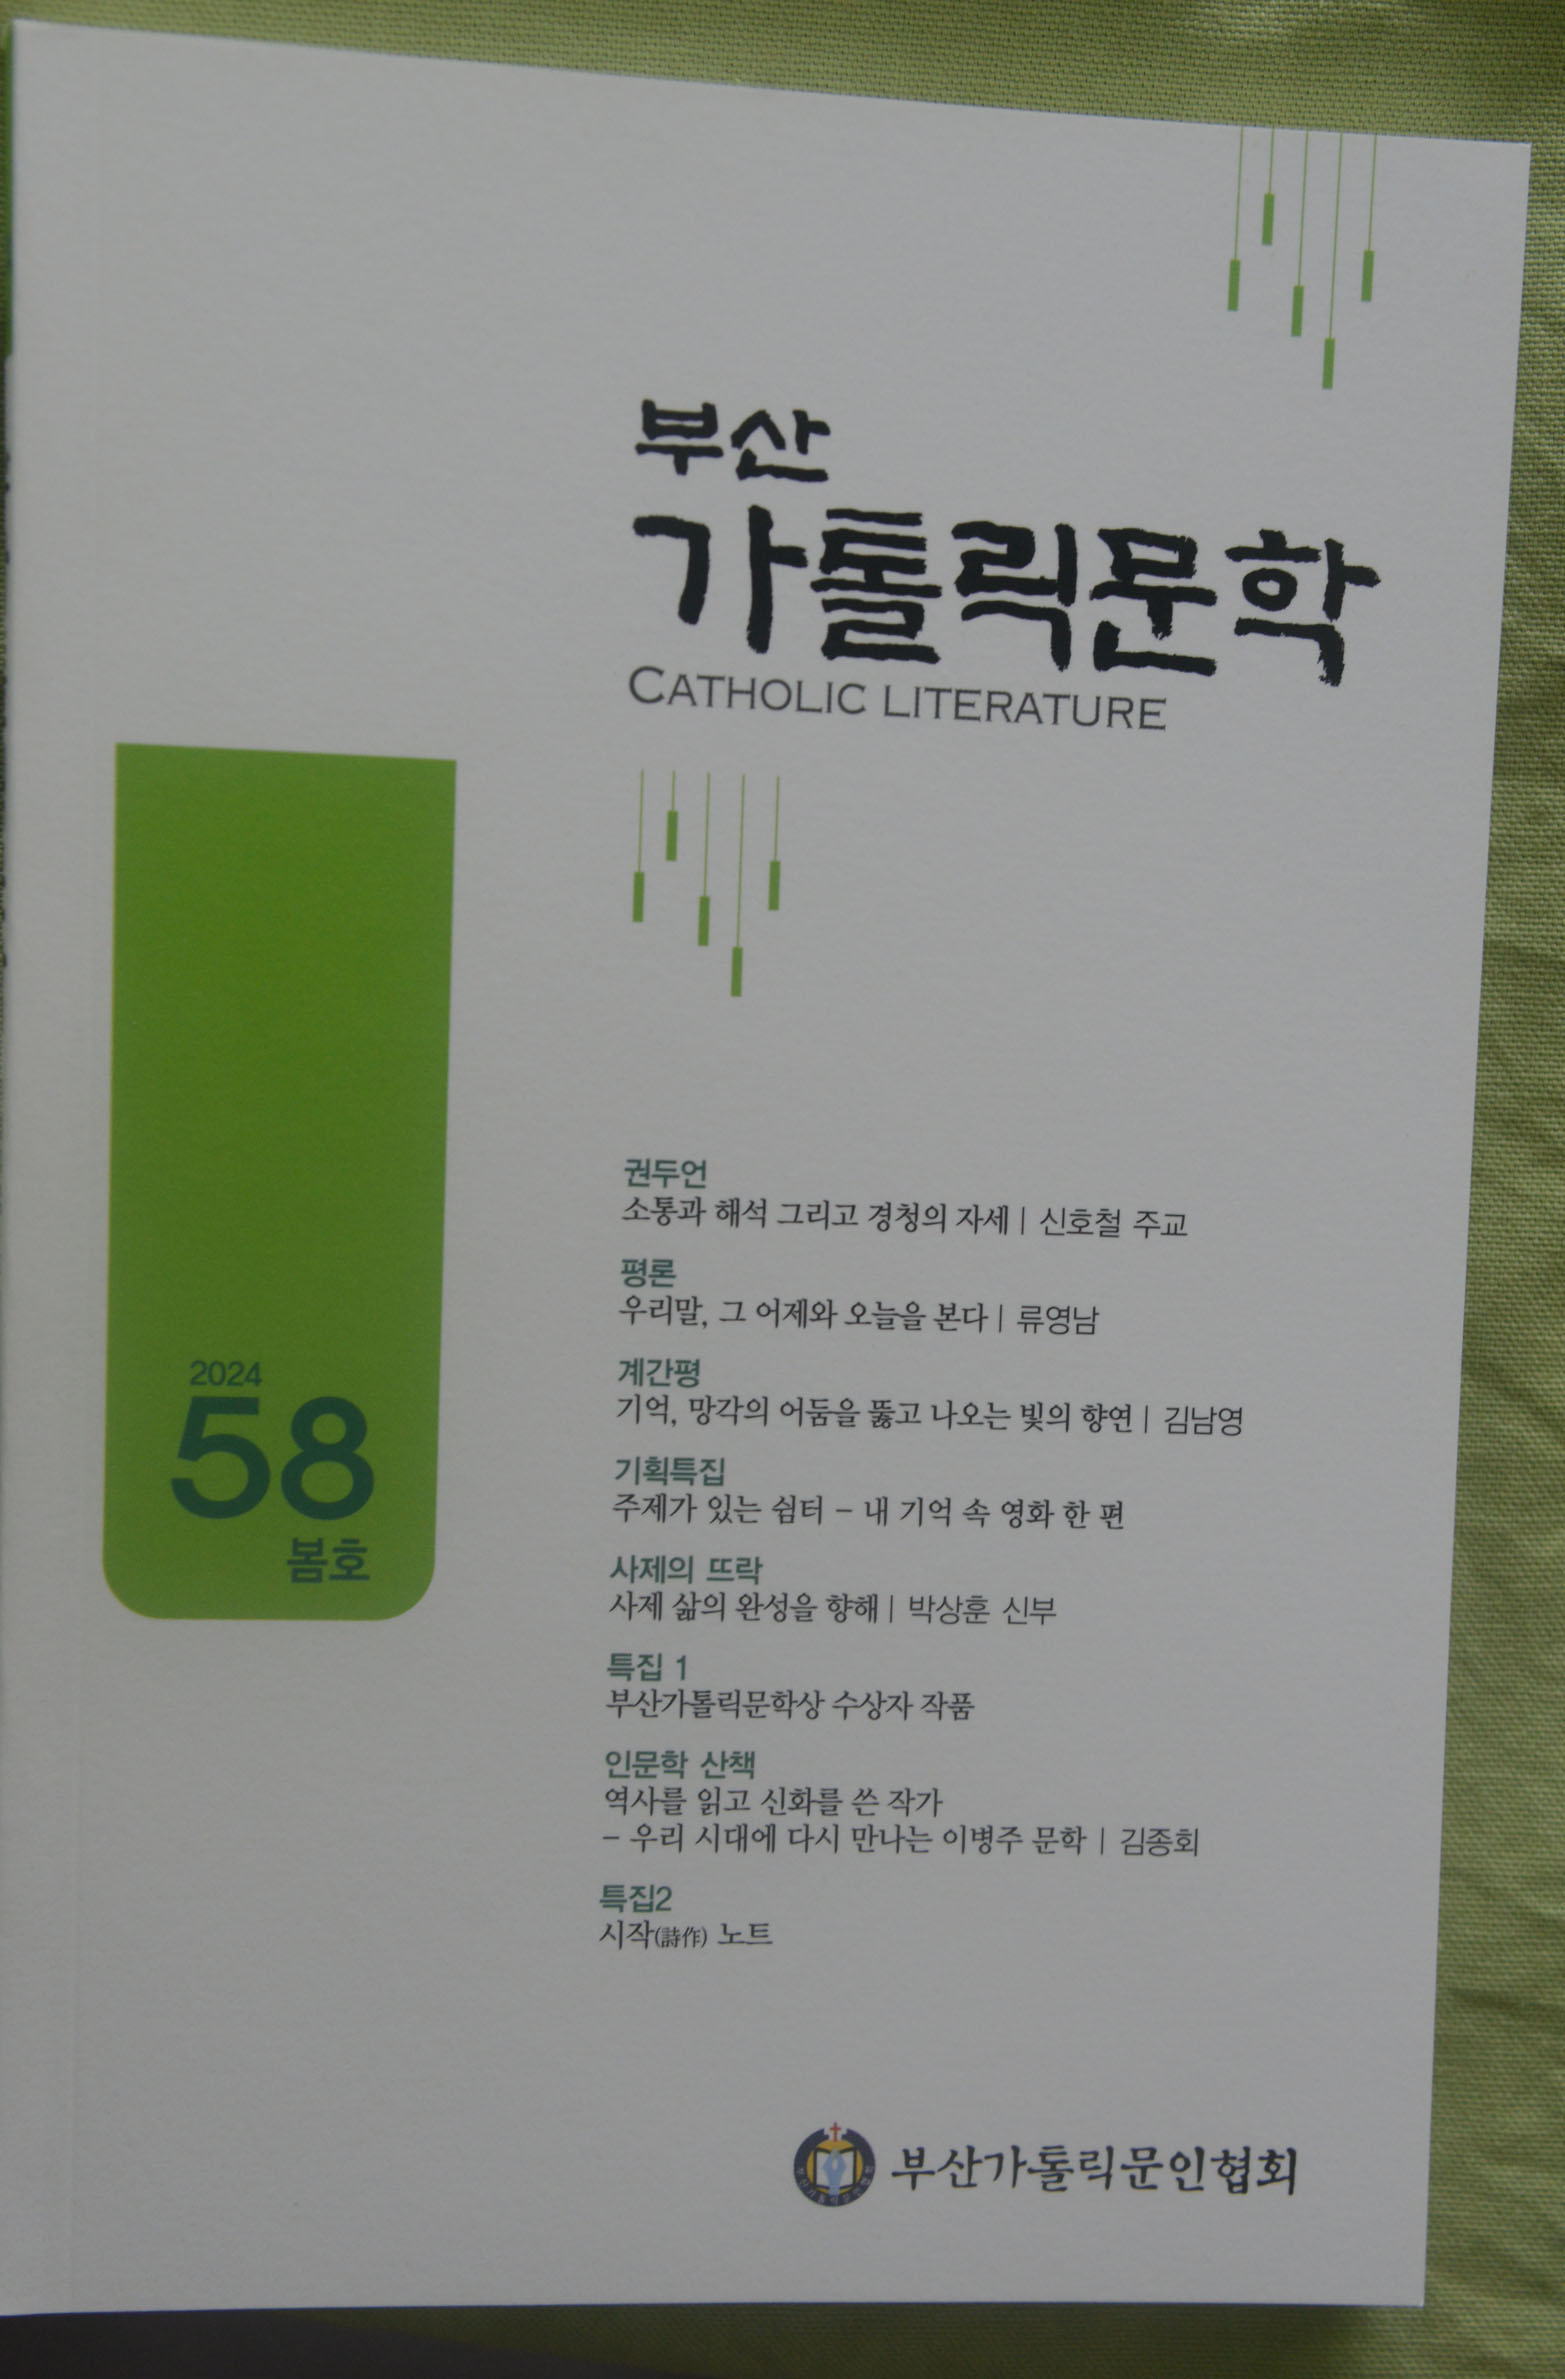 부산
가톨릭문학
CATHOLIC LITERATURE
2024
58
봄호
권두언
소통과 해석 그리고 경청의 자세 | 신호철 주교
평론
우리말, 그 어제와 오늘을 본다 | 류영남
계간평
기억, 망각의 어둠을 뚫고 나오는 빛의 향연 | 김남영
기획특집
주제가 있는 쉼터 – 내 기억 속 영화 한 편
사제의 뜨락
사제 삶의 완성을 향해 | 박상훈 신부
특집 1
부산가톨릭문학상 수상자 작품
인문학 산책
역사를 읽고 신화를 쓴 작가
– 우리 시대에 다시 만나는 이병주 문학 | 김종회
특집2
시작(詩作) 노트
부산가톨릭문인협회